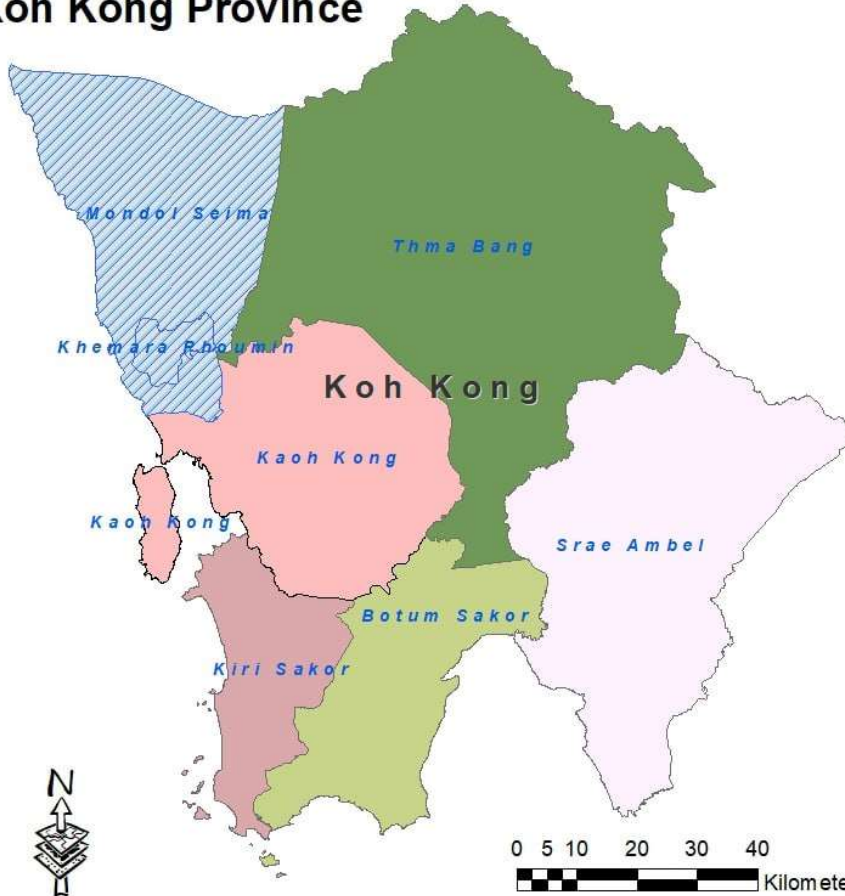 Koh Kong Province
Mondol Seima
Thma Bang
Khemara Phoumin
Koh Kong
Kaoh Kong
Kaoh Kong
Srae Ambel
Botum Sakor
Kiri Sakor
N
0 5 10 20 30 40
Kilomete